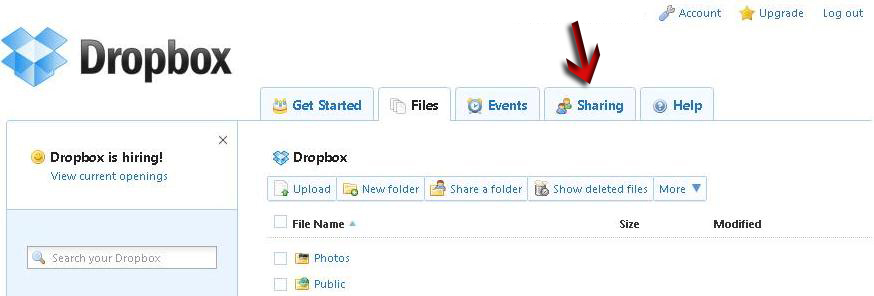 Account Upgrade Log out
Dropbox
Get Started Files Events Sharing Help
Dropbox is hiring!
View current openings
Search your Dropbox
Dropbox
Upload New folder Share a folder Show deleted files More
File Name Size Modified
Photos
Public